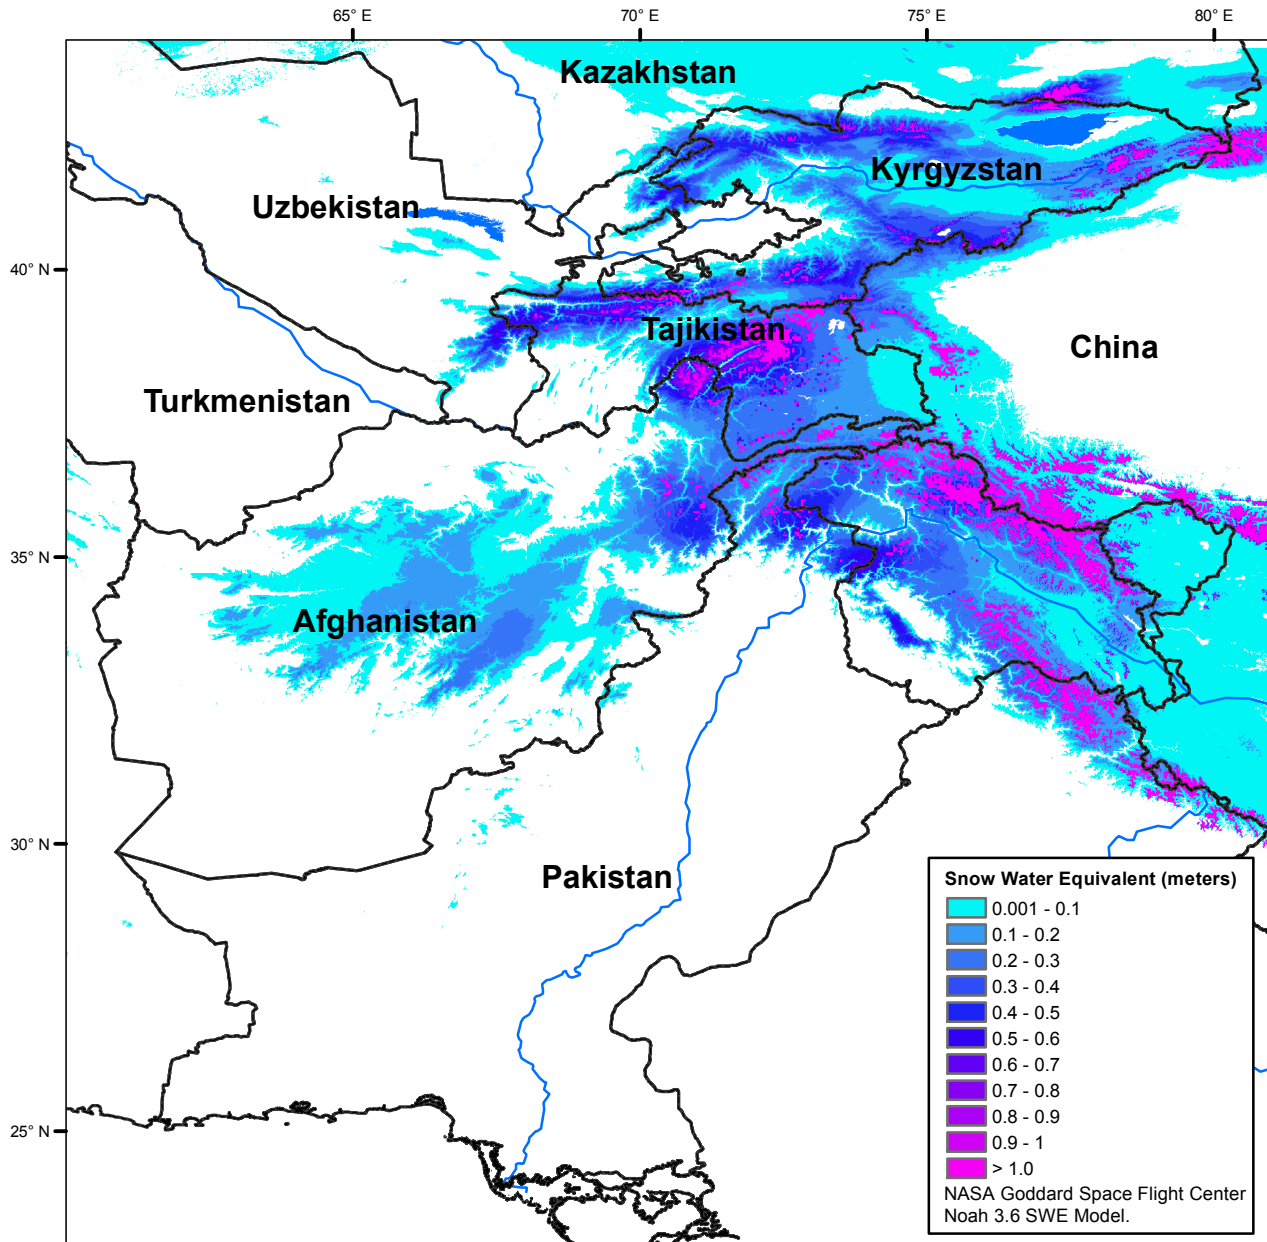 65° E
70° E
75° E
80° E
Kazakhstan
Kyrgyzstan
Uzbekistan
40° N
Tajikistan
China
Turkmenistan
35° N
Afghanistan
30° N
Pakistan
25° N
Snow Water Equivalent (meters)
0.001 - 0.1
0.1 - 0.2
0.2 - 0.3
0.3 - 0.4
0.4 - 0.5
0.5 - 0.6
0.6 - 0.7
0.7 - 0.8
0.8 - 0.9
0.9 - 1
> 1.0
NASA Goddard Space Flight Center
Noah 3.6 SWE Model.